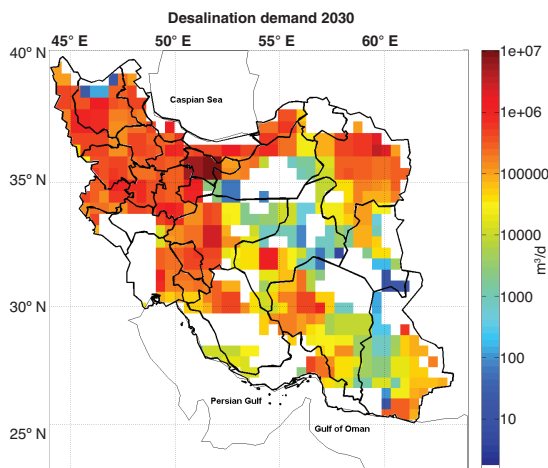 Desalination demand 2030
45° E 50° E 55° E 60° E
40° N
35° N
30° N
25° N
Caspian Sea
Persian Gulf
Gulf of Oman
1e+07
1e+06
100000
10000
1000
100
10
m³/d